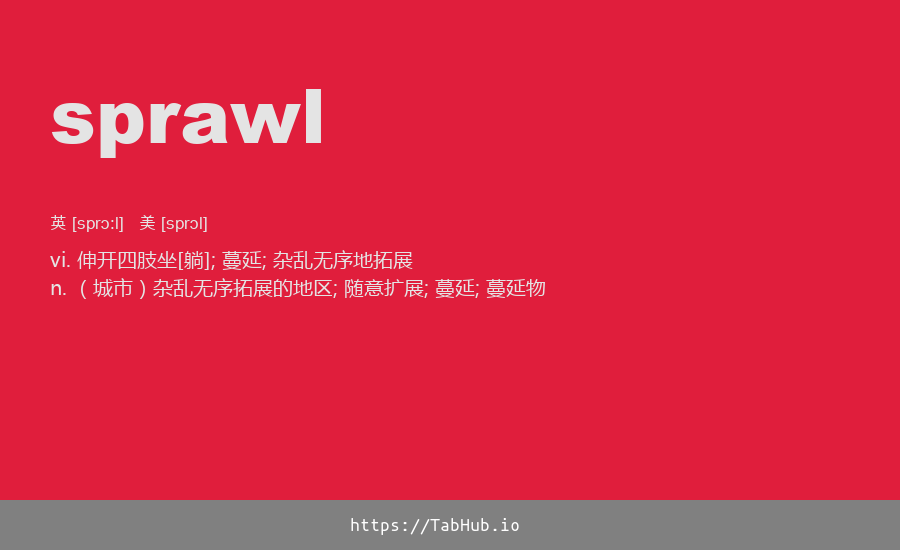 sprawl
英 [sprɔːl] 美 [sprɔl]
vi. 伸开四肢坐[躺]; 蔓延; 杂乱无序地拓展
n. （城市）杂乱无序拓展的地区; 随意扩展; 蔓延; 蔓延物
https://TabHub.io